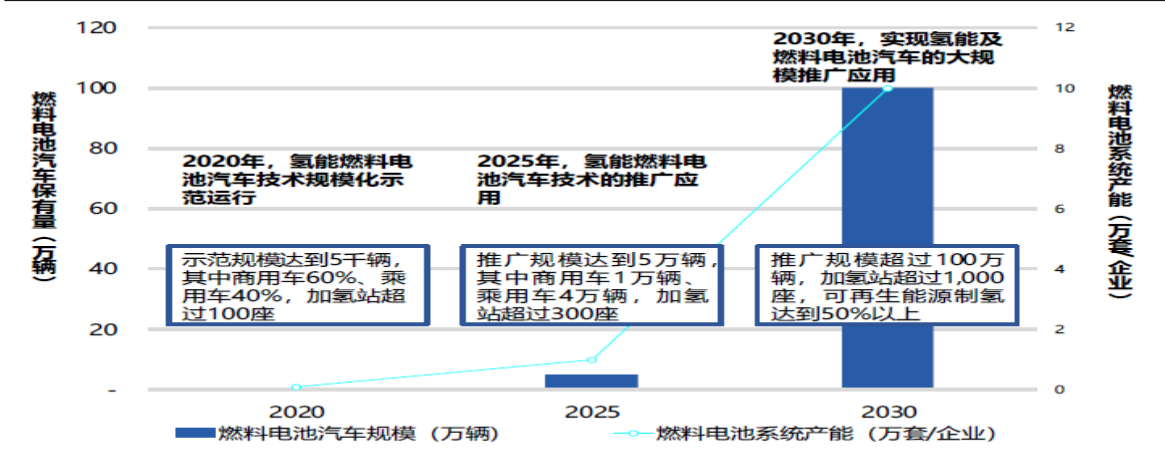 120
100
80
60
40
20
-
燃料电池汽车保有量（万辆）
2020年，氢能燃料电
池汽车技术规模化示
范运行
示范规模达到5千辆，
其中商用车60%、乘
用车40%，加氢站超
过100座
2025年，氢能燃料电
池汽车技术的推广应
用
推广规模达到5万辆，
其中商用车1万辆、
乘用车4万辆，加氢
站超过300座
2030年，实现氢能及
燃料电池汽车的大规
模推广应用
推广规模超过100万
辆，加氢站超过1,000
座，可再生能源制氢
达到50%以上
12
10
8
6
4
2
0
燃料电池系统产能（万套/企业）
2020
2025
2030
燃料电池汽车规模（万辆）
燃料电池系统产能（万套/企业）